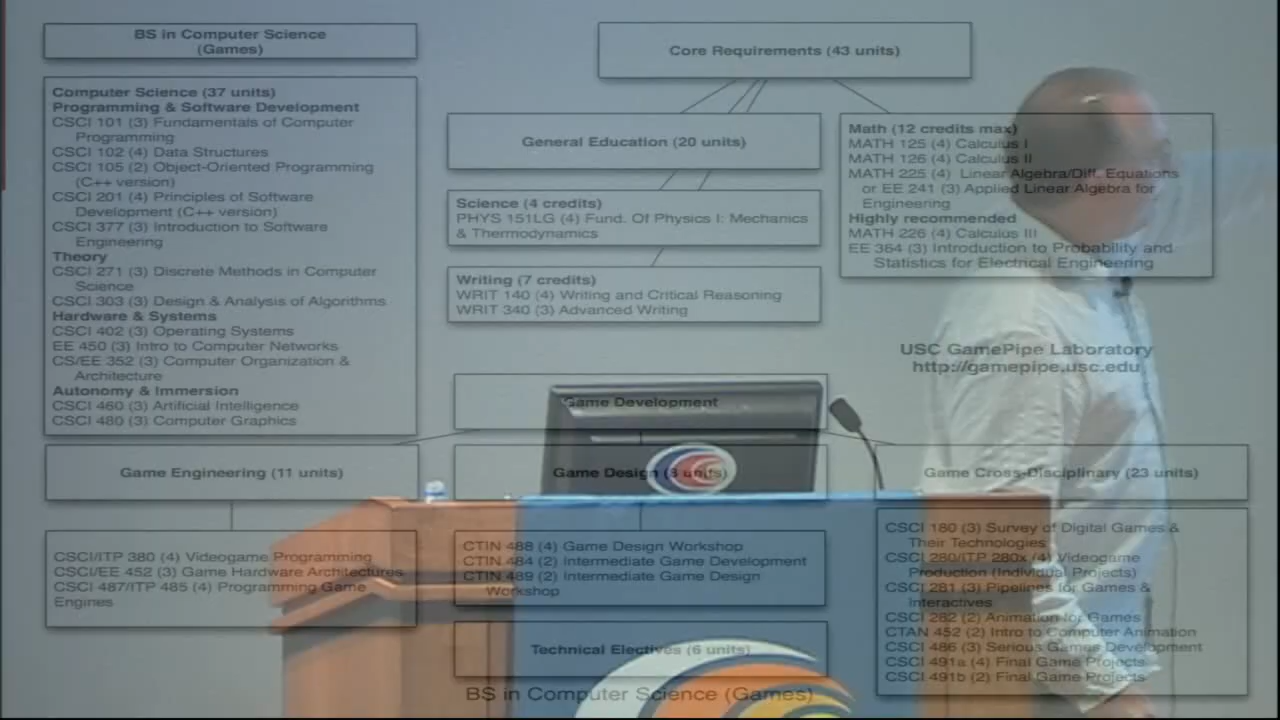 BS in Computer Science
(Games)
Computer Science (37 units)
Programming & Software Development
CSCI 101 (3) Fundamentals of Computer
Programming
CSCI 102 (4) Data Structures
CSCI 105 (2) Object-Oriented Programming
(C++ version)
CSCI 201 (4) Principles of Software
Development (C++ version)
CSCI 377 (3) Introduction to Software
Engineering
Theory
CSCI 271 (3) Discrete Methods in Computer
Science
CSCI 303 (3) Design & Analysis of Algorithms
Hardware & Systems
CSCI 402 (3) Operating Systems
EE 450 (3) Intro to Computer Networks
CS/EE 352 (3) Computer Organization &
Architecture
Autonomy & Immersion
CSCI 460 (3) Artificial Intelligence
CSCI 480 (3) Computer Graphics
Core Requirements (43 units)
General Education (20 units)
Science (4 credits)
PHYS 151LG (4) Fund. Of Physics I: Mechanics
& Thermodynamics
Writing (7 credits)
WRIT 140 (4) Writing and Critical Reasoning
WRIT 340 (3) Advanced Writing
Math (12 credits max)
MATH 125 (4) Calculus I
MATH 126 (4) Calculus II
MATH 225 (4) Linear Algebra/Diff. Equations
or EE 241 (3) Applied Linear Algebra for
Engineering
Highly recommended
MATH 226 (4) Calculus III
EE 364 (3) Introduction to Probability and
Statistics for Electrical Engineering
USC GamePipe Laboratory
http://gamepipe.usc.edu
Game Development
Game Engineering (11 units)
CSCI/ITP 380 (4) Videogame Programming
CSCI/EE 452 (3) Game Hardware Architectures
CSCI 487/ITP 485 (4) Programming Game
Engines
Game Design (8 units)
CTIN 488 (4) Game Design Workshop
CTIN 484 (2) Intermediate Game Development
CTIN 489 (2) Intermediate Game Design
Workshop
Technical Electives (6 units)
Game Cross-Disciplinary (23 units)
CSCI 180 (3) Survey of Digital Games &
Their Technologies
CSCI 280/ITP 280x (4) Videogame
Production (Individual Projects)
CSCI 281 (3) Pipelines for Games &
Interactives
CSCI 282 (2) Animation for Games
CTAN 452 (2) Intro to Computer Animation
CSCI 486 (3) Serious Games Development
CSCI 491a (4) Final Game Projects
CSCI 491b (2) Final Game Projects
BS in Computer Science (Games)